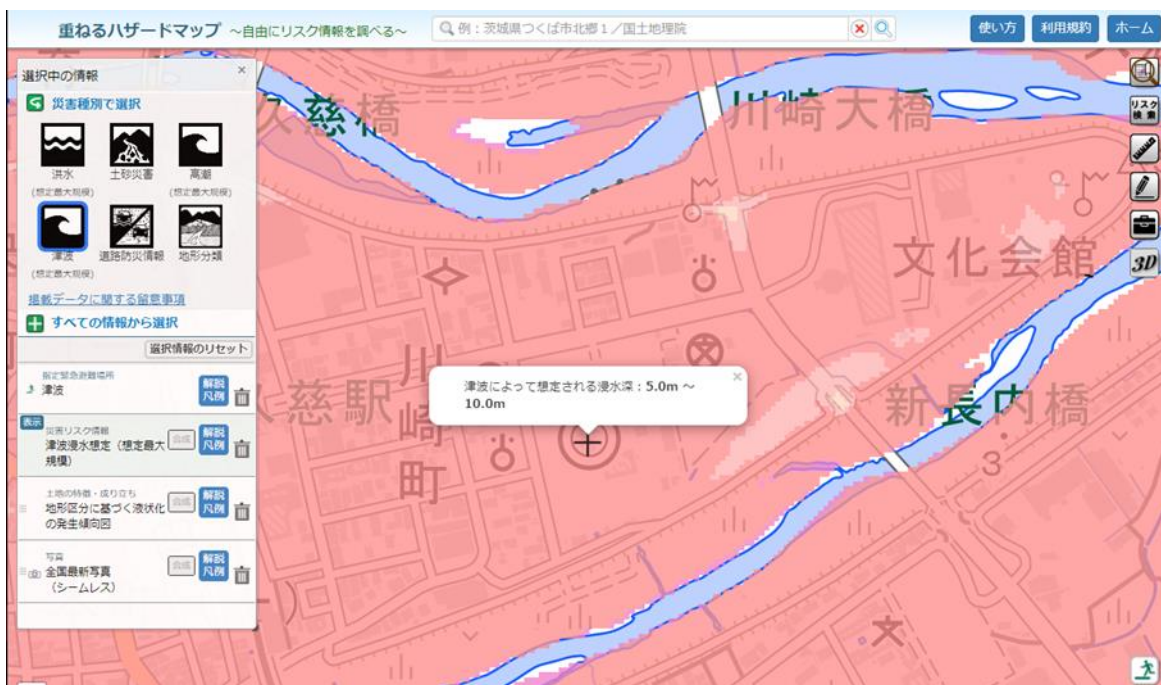 重ねるハザードマップ ～自由にリスク情報を調べる～
例：茨城県つくば市北郷1／国土地理院
使い方
利用規約
ホーム
選択中の情報
×
災害種別で選択
洪水
土砂災害
高潮
(想定最大規模)
(想定最大規模)
津波
道路防災情報
地形分類
(想定最大規模)
掲載データに関する留意事項
すべての情報から選択
選択情報のリセット
指定緊急避難場所
津波
解説
凡例
表示
災害リスク情報
津波浸水想定（想定最大
規模）
合成
解説
凡例
土地の特徴・成り立ち
地形区分に基づく液状化
の発生傾向図
合成
解説
凡例
写真
全国最新写真
（シームレス）
合成
解説
凡例
久慈橋
川崎大橋
文化会館
久慈駅
川崎町
新長内橋
3
津波によって想定される浸水深：5.0m ～
10.0m
×
リスク
検索
3D